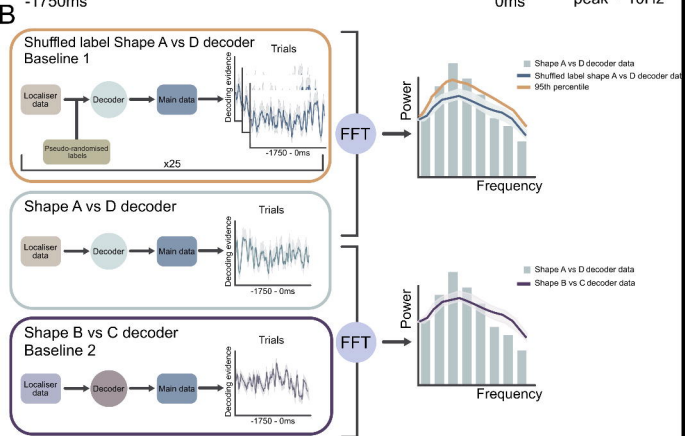 -1750ms
0ms
peak ~ 10Hz
B
Shuffled label Shape A vs D decoder
Baseline 1
Trials
Localiser
data
Decoder
Main data
Decoding evidence
Pseudo-randomised
labels
-1750 - 0ms
x25
FFT
Power
Frequency
Shape A vs D decoder data
Shuffled label shape A vs D decoder dat
95th percentile
Shape A vs D decoder
Trials
Localiser
data
Decoder
Main data
Decoding evidence
-1750 - 0ms
Shape B vs C decoder
Baseline 2
Trials
Localiser
data
Decoder
Main data
Decoding evidence
-1750 - 0ms
FFT
Power
Frequency
Shape A vs D decoder data
Shape B vs C decoder data